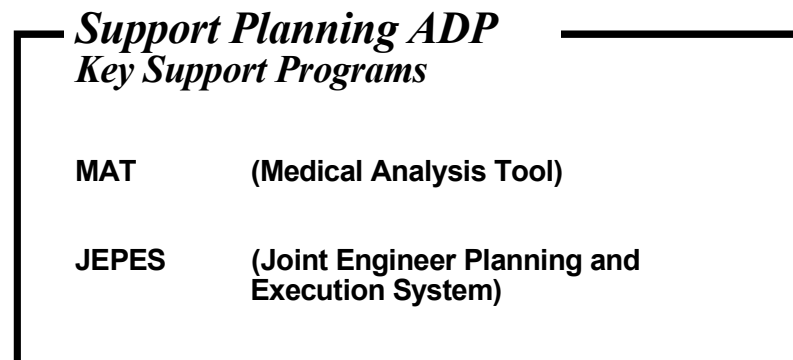 Support Planning ADP
Key Support Programs
MAT (Medical Analysis Tool)
JEPES (Joint Engineer Planning and
Execution System)